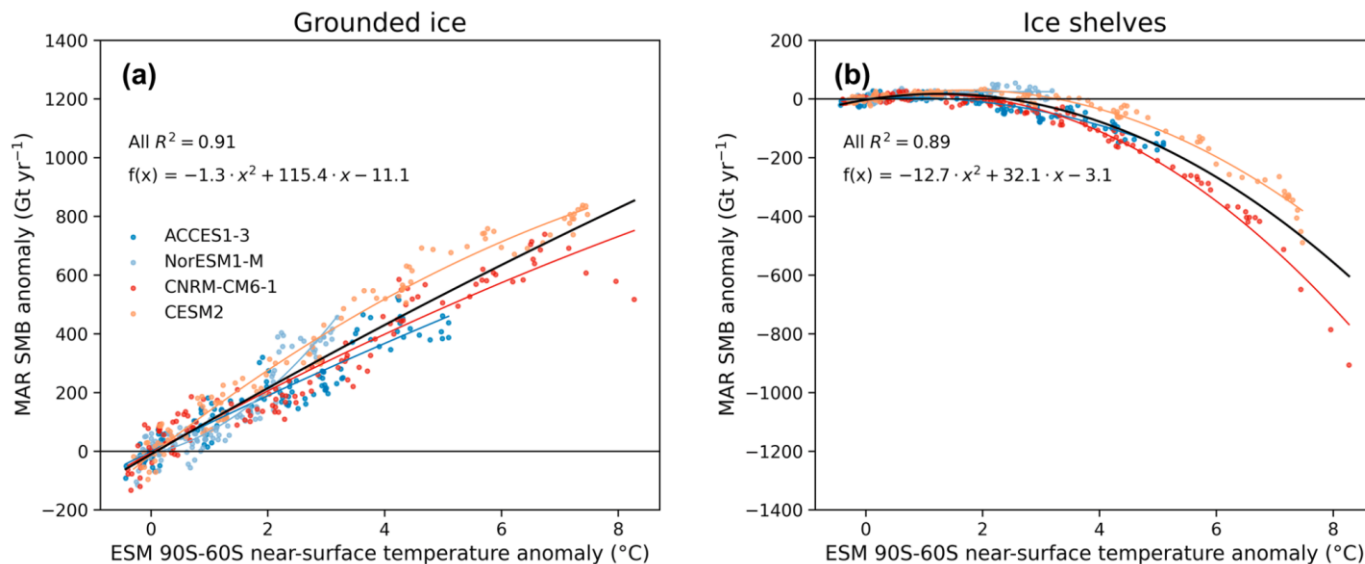 Grounded ice
(a)
All R² = 0.91
f(x) = −1.3 · x² + 115.4 · x − 11.1
ACCES1-3
NorESM1-M
CNRM-CM6-1
CESM2
MAR SMB anomaly (Gt yr⁻¹)
1400
1200
1000
800
600
400
200
0
−200
0
2
4
6
8
ESM 90S-60S near-surface temperature anomaly (°C)
Ice shelves
(b)
All R² = 0.89
f(x) = −12.7 · x² + 32.1 · x − 3.1
MAR SMB anomaly (Gt yr⁻¹)
200
0
−200
−400
−600
−800
−1000
−1200
−1400
0
2
4
6
8
ESM 90S-60S near-surface temperature anomaly (°C)